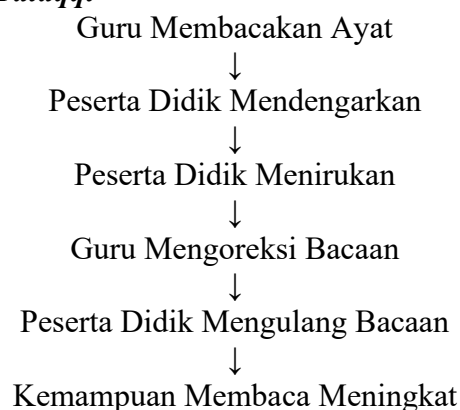 Guru Membacakan Ayat
↓
Peserta Didik Mendengarkan
↓
Peserta Didik Menirukan
↓
Guru Mengoreksi Bacaan
↓
Peserta Didik Mengulang Bacaan
↓
Kemampuan Membaca Meningkat